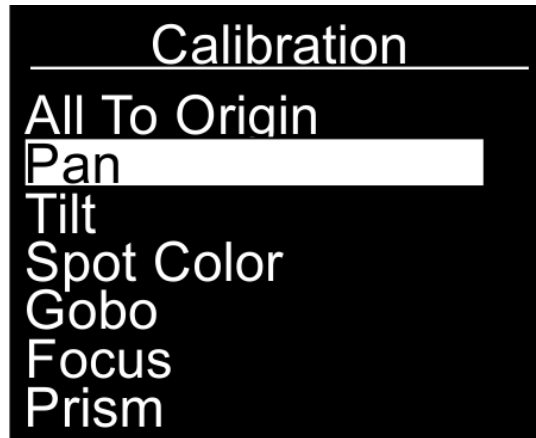 Calibration
All To Origin
Pan
Tilt
Spot Color
Gobo
Focus
Prism